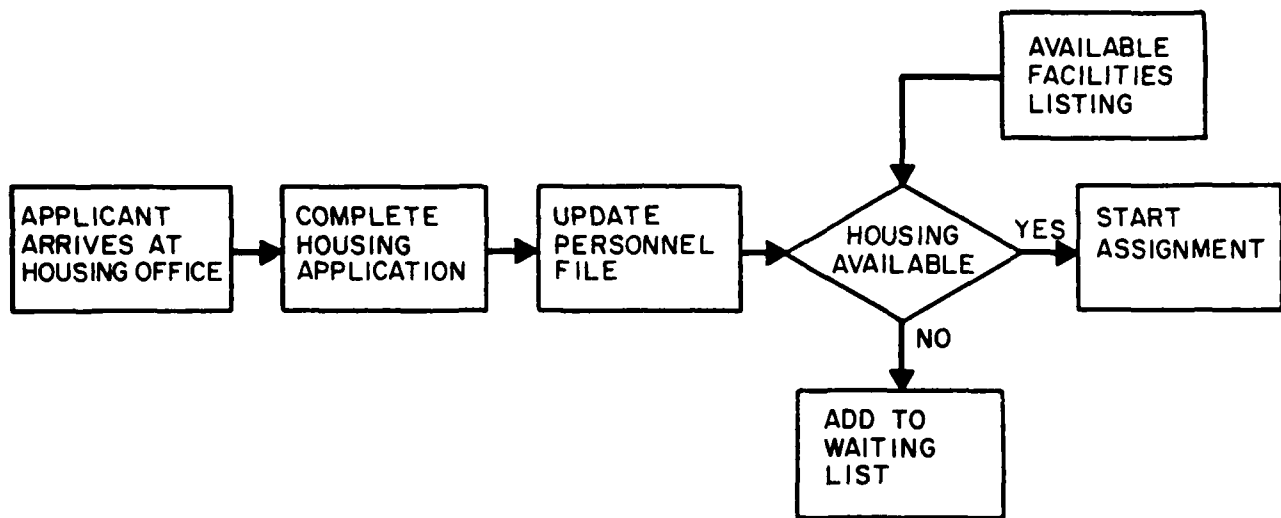 AVAILABLE
FACILITIES
LISTING
APPLICANT
ARRIVES AT
HOUSING OFFICE
COMPLETE
HOUSING
APPLICATION
UPDATE
PERSONNEL
FILE
HOUSING
AVAILABLE
YES
START
ASSIGNMENT
NO
ADD TO
WAITING
LIST